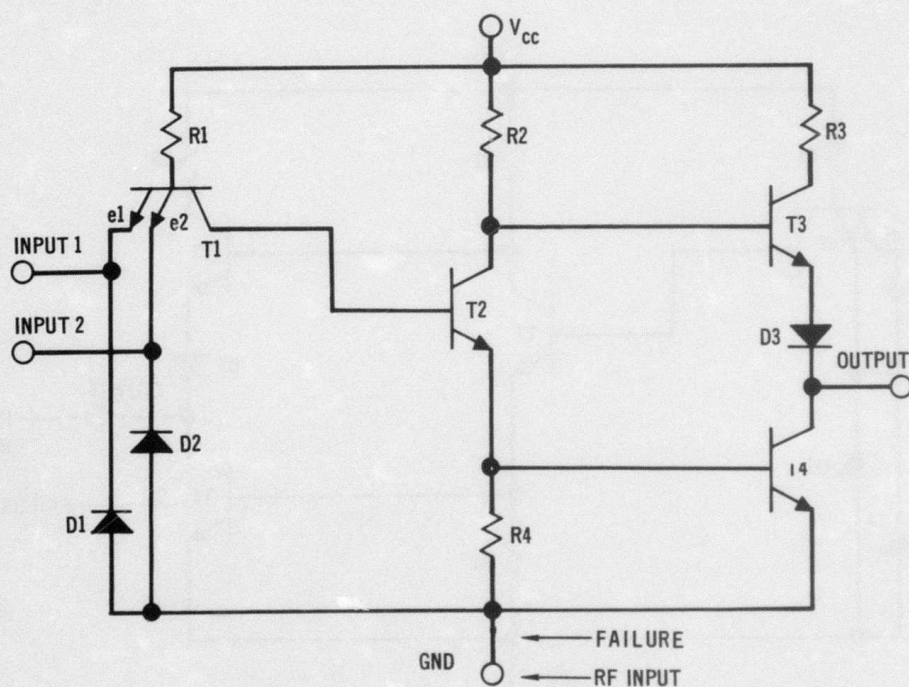 Vcc
R1
R2
R3
e1
e2
T1
T3
INPUT 1
T2
INPUT 2
D3
OUTPUT
D2
T4
D1
R4
FAILURE
GND
RF INPUT